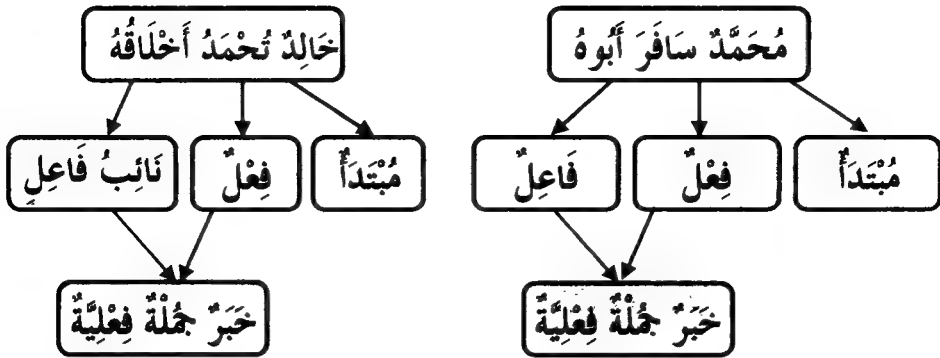 مُحَمَّدٌ سَافَرَ أَبُوهُ
مُبْتَدَأٌ
فِعْلٌ
فَاعِلٌ
خَبَرٌ جُمْلَةٌ فِعْلِيَّةٌ
خَالِدٌ تُحْمَدُ أَخْلَاقُهُ
مُبْتَدَأٌ
فِعْلٌ
نَائِبُ فَاعِلٍ
خَبَرٌ جُمْلَةٌ فِعْلِيَّةٌ